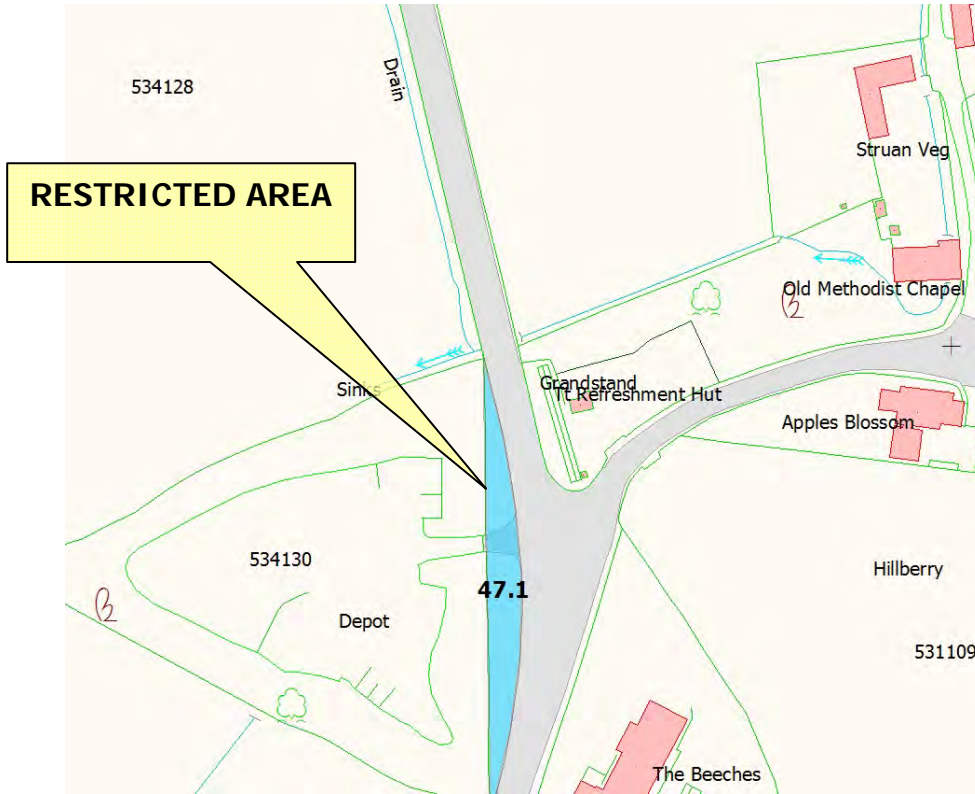 534128
Drain
Struan Veg
RESTRICTED AREA
Old Methodist Chapel
Sinks
Grandstand
Tt Refreshment Hut
Apples Blossom
534130
Hillberry
47.1
Depot
531109
The Beeches